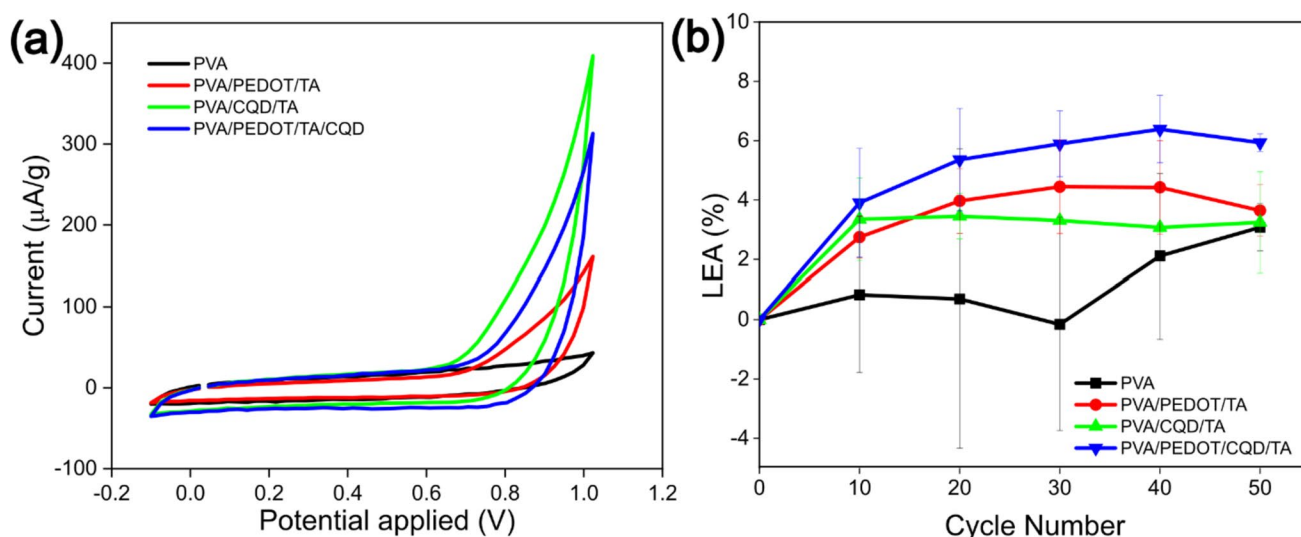 (a)
PVA
PVA/PEDOT/TA
PVA/CQD/TA
PVA/PEDOT/TA/CQD
Current (μA/g)
400
300
200
100
0
-100
-0.2 0.0 0.2 0.4 0.6 0.8 1.0 1.2
Potential applied (V)
(b)
LEA (%)
10
8
6
4
2
0
-2
-4
PVA
PVA/PEDOT/TA
PVA/CQD/TA
PVA/PEDOT/CQD/TA
0 10 20 30 40 50
Cycle Number